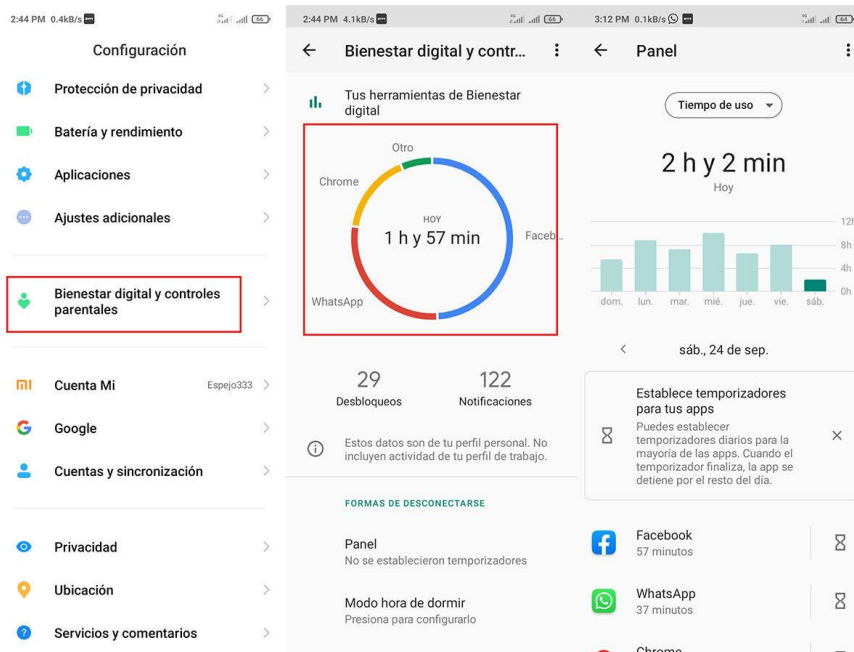 2:44 PM 0.4kB/s
66
Configuración
Protección de privacidad
Batería y rendimiento
Aplicaciones
Ajustes adicionales
Bienestar digital y controles
parentales
Cuenta Mi
Espejo333
Google
Cuentas y sincronización
Privacidad
Ubicación
Servicios y comentarios
2:44 PM 4.1kB/s
66
Bienestar digital y contr...
Tus herramientas de Bienestar
digital
Otro
Chrome
HOY
1 h y 57 min
Faceb...
WhatsApp
29
Desbloqueos
122
Notificaciones
Estos datos son de tu perfil personal. No
incluyen actividad de tu perfil de trabajo.
FORMAS DE DESCONECTARSE
Panel
No se establecieron temporizadores
Modo hora de dormir
Presiona para configurarlo
3:12 PM 0.1kB/s
64
Panel
Tiempo de uso
2 h y 2 min
Hoy
12h
8h
4h
0h
dom. lun. mar. mié. jue. vie. sáb.
sáb., 24 de sep.
Establece temporizadores
para tus apps
Puedes establecer
temporizadores diarios para la
mayoría de las apps. Cuando el
temporizador finaliza, la app se
detiene por el resto del día.
Facebook
57 minutos
WhatsApp
37 minutos
Chrome